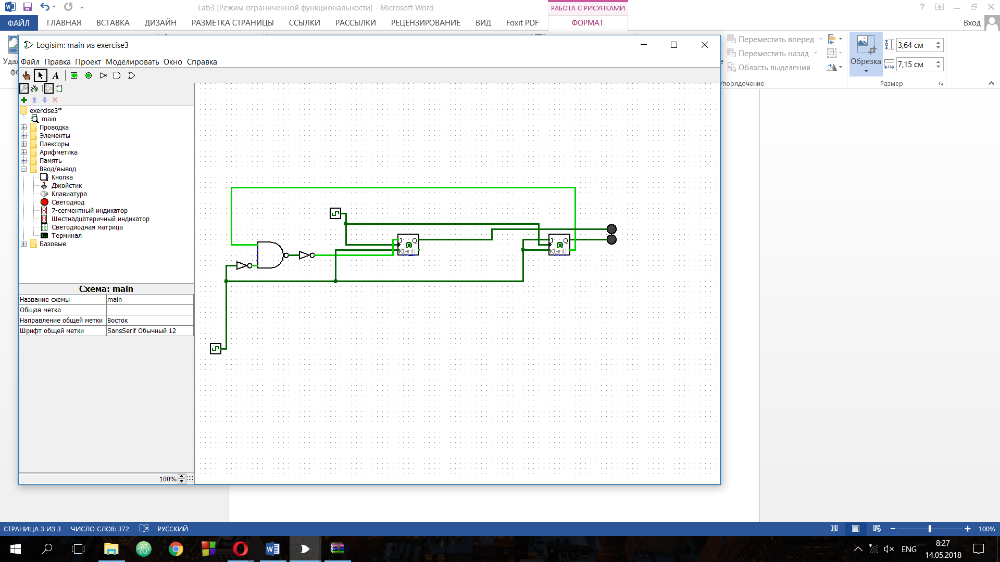 Lab3 [Режим ограниченной функциональности] - Microsoft Word
РАБОТА С РИСУНКАМИ
ФАЙЛ ГЛАВНАЯ ВСТАВКА ДИЗАЙН РАЗМЕТКА СТРАНИЦЫ ССЫЛКИ РАССЫЛКИ РЕЦЕНЗИРОВАНИЕ ВИД Foxit PDF ФОРМАТ Вход
Переместить вперед
Переместить назад
Область выделения
Обрезка
3,64 см
7,15 см
Размер
Logisim: main из exercise3
Файл Правка Проект Моделировать Окно Справка
A
exercise3*
main
Проводка
Элементы
Плексоры
Арифметика
Память
Ввод/вывод
Кнопка
Джойстик
Клавиатура
Светодиод
7-сегментный индикатор
Шестнадцатеричный индикатор
Светодиодная матрица
Терминал
Базовые
Схема: main
Название схемы main
Общая метка
Направление общей метки Восток
Шрифт общей метки SansSerif Обычный 12
100%
J Q
0
K en 0
J Q
0
K en 0
СТРАНИЦА 3 ИЗ 3 ЧИСЛО СЛОВ: 372 РУССКИЙ
100%
ENG
8:27
14.05.2018